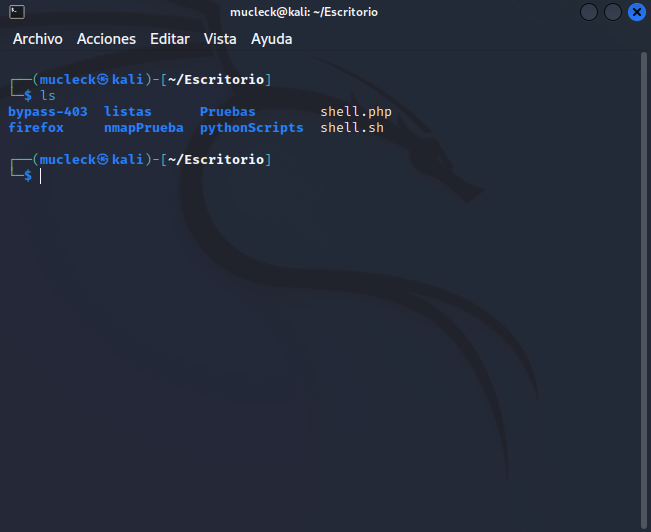 mucleck@kali: ~/Escritorio
Archivo Acciones Editar Vista Ayuda
┌──(mucleck㉿kali)-[~/Escritorio]
└─$ ls
bypass-403 listas Pruebas shell.php
firefox nmapPrueba pythonScripts shell.sh
┌──(mucleck㉿kali)-[~/Escritorio]
└─$